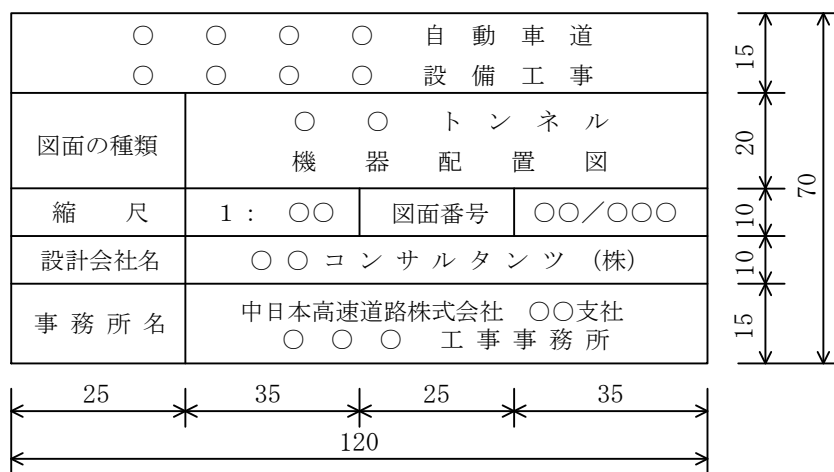 ○ ○ ○ ○ 自動車道
○ ○ ○ ○ 設備工事
図面の種類
○ ○ トンネル
機器配置図
縮 尺 1： ○○ 図面番号 ○○／○○○
設計会社名 ○○コンサルタンツ (株)
事務所名
中日本高速道路株式会社 ○○支社
○ ○ ○ 工事事務所
15
20
10
10
15
70
25 35 25 35
120